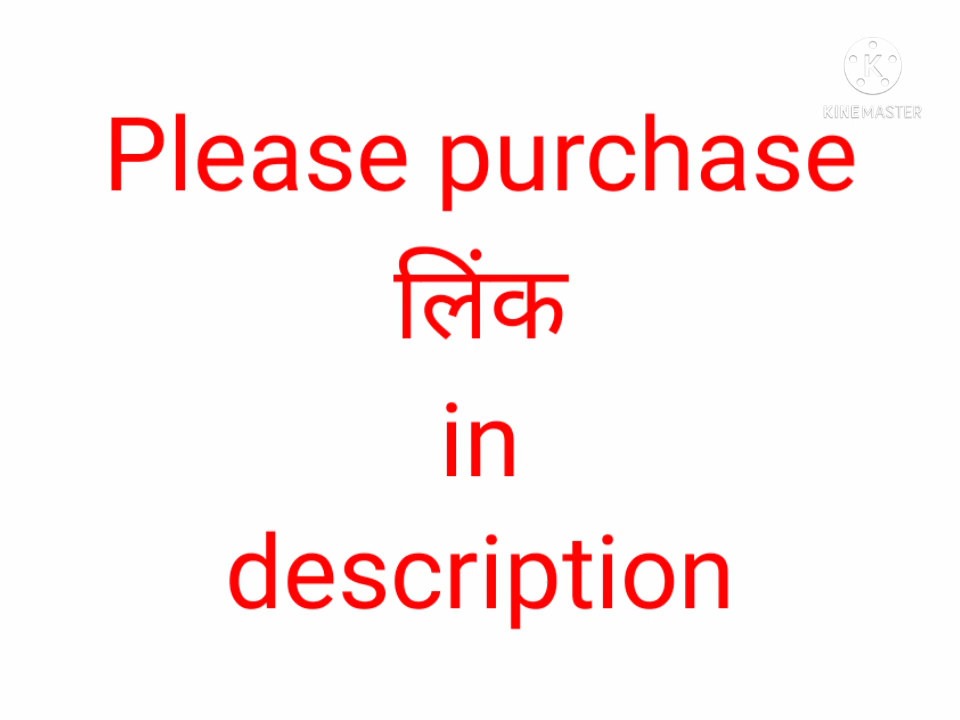 KINEMASTER
Please purchase
लिंक
in
description